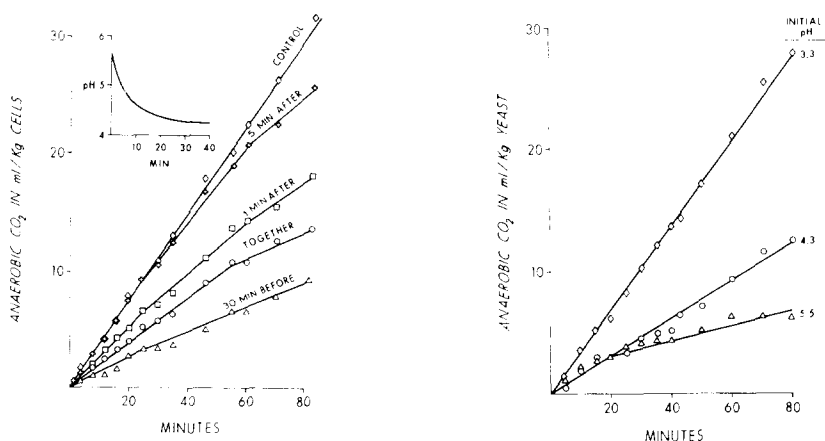 ANAEROBIC CO₂ IN ml/Kg CELLS
30
20
10
20
40
60
80
MINUTES
6
pH 5
4
10
20
30
40
MIN
CONTROL
5 MIN AFTER
1 MIN AFTER
TOGETHER
30 MIN BEFORE
ANAEROBIC CO₂ IN ml/Kg YEAST
30
20
10
20
40
60
80
MINUTES
INITIAL
pH
3.3
4.3
5.5